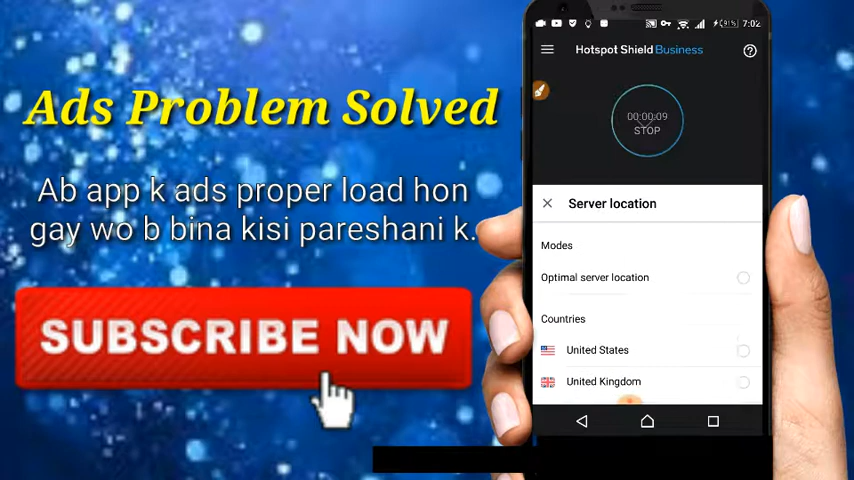 Ads Problem Solved
Ab app k ads proper load hon
gay wo b bina kisi pareshani k.
SUBSCRIBE NOW
91%
7:02
Hotspot Shield Business
00:00:09
STOP
Server location
Modes
Optimal server location
Countries
United States
United Kingdom